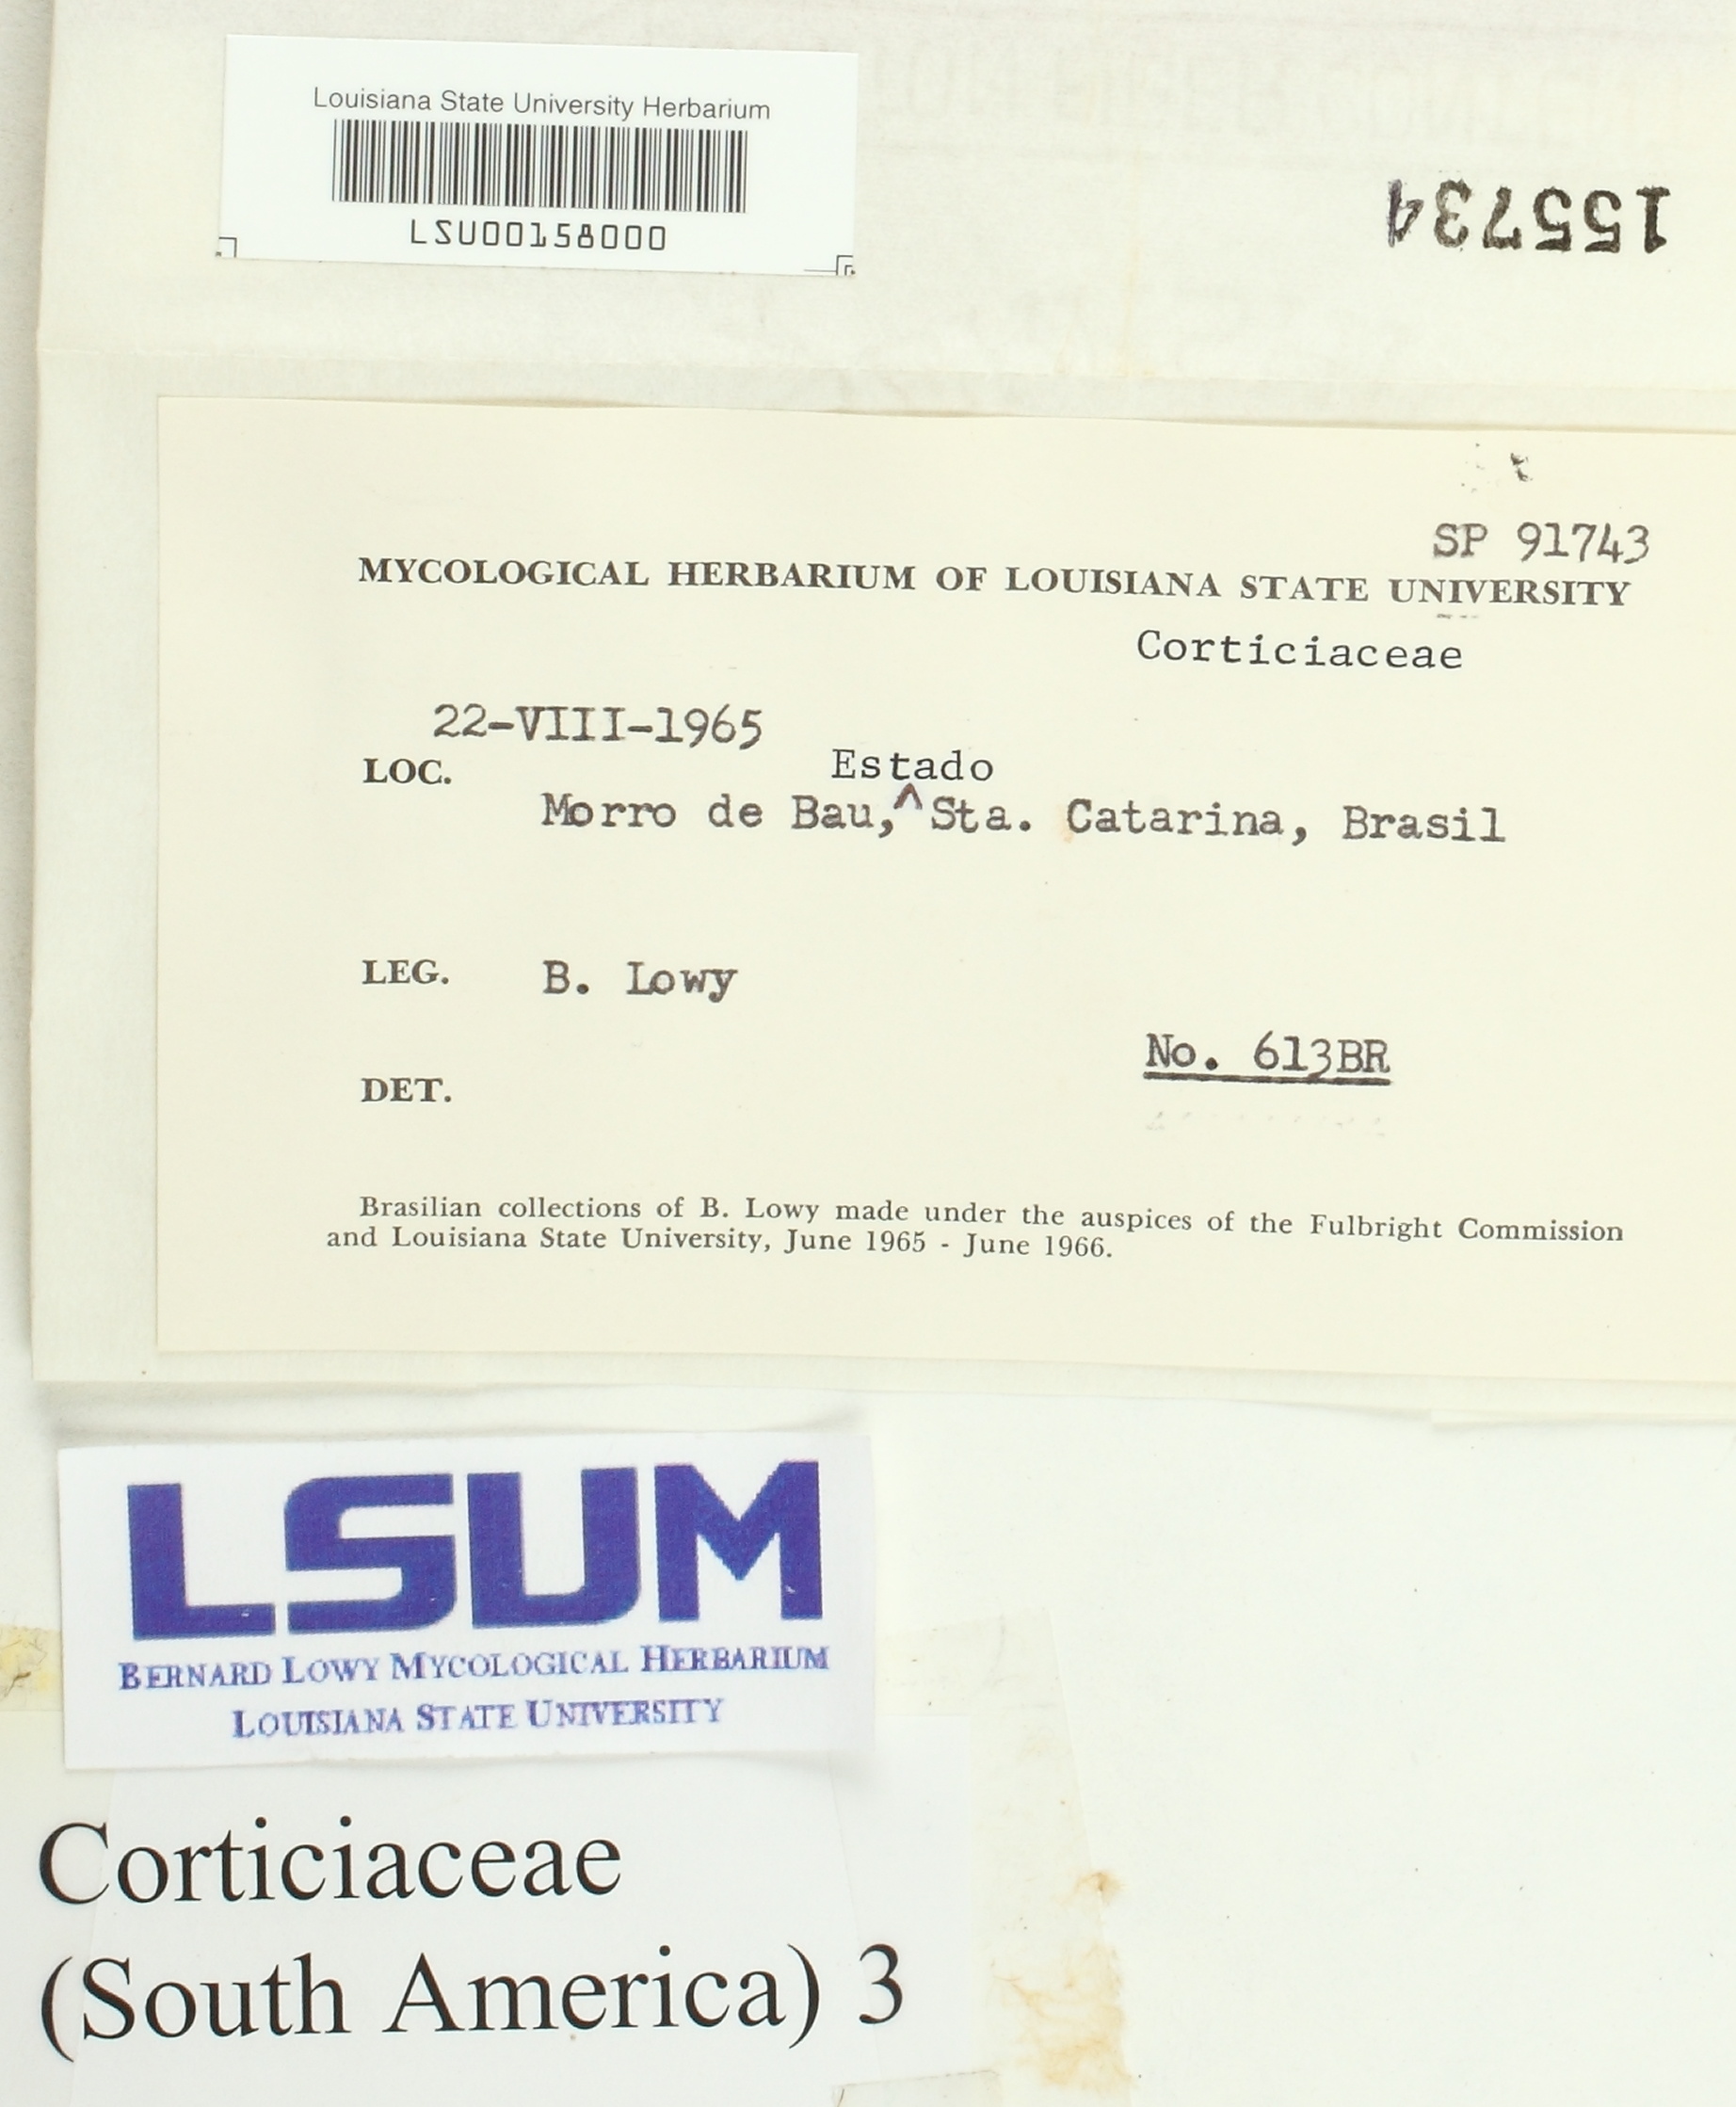 Louisiana State University Herbarium
LSU00158000
155734
SP 91743
MYCOLOGICAL HERBARIUM OF LOUISIANA STATE UNIVERSITY
Corticiaceae
22-VIII-1965
LOC.
Estado
Morro de Bau,^Sta. Catarina, Brasil
LEG. B. Lowy
No. 613BR
DET.
Brasilian collections of B. Lowy made under the auspices of the Fulbright Commission
and Louisiana State University, June 1965 - June 1966.
LSUM
BERNARD LOWY MYCOLOGICAL HERBARIUM
LOUISIANA STATE UNIVERSITY
Corticiaceae
(South America) 3